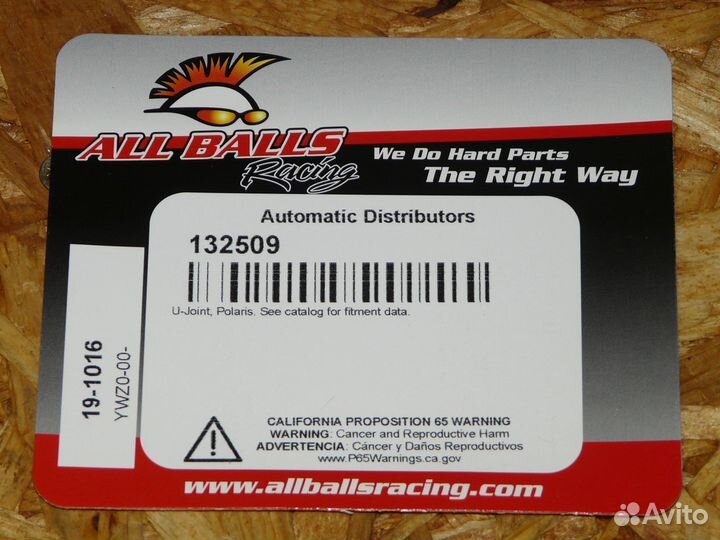 ALL BALLS
Racing
We Do Hard Parts
The Right Way
Automatic Distributors
132509
U-Joint, Polaris. See catalog for fitment data.
19-1016
YWZ0-00-
CALIFORNIA PROPOSITION 65 WARNING
WARNING: Cancer and Reproductive Harm
ADVERTENCIA: Cáncer y Daños Reproductivos
www.P65Warnings.ca.gov
www.allballsracing.com
Avito